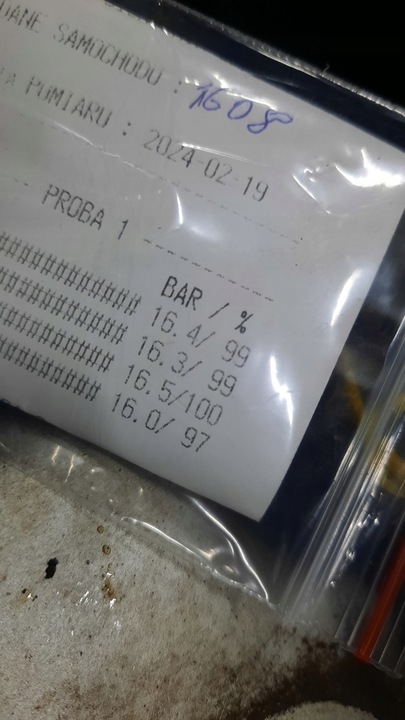 DANE SAMOCHODU : 1608
POMIARU : 2024-02-19
PROBA 1
BAR / %
############ 16.4/ 99
############ 16.3/ 99
########### 16.5/100
######### 16.0/ 97